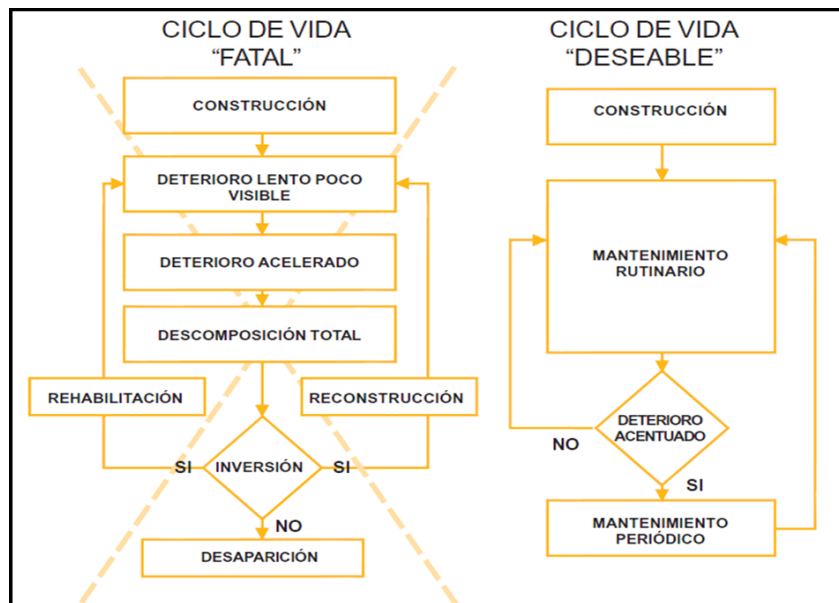 CICLO DE VIDA
“FATAL”
CONSTRUCCIÓN
DETERIORO LENTO POCO
VISIBLE
DETERIORO ACELERADO
DESCOMPOSICIÓN TOTAL
REHABILITACIÓN
RECONSTRUCCIÓN
SI
INVERSIÓN
SI
NO
DESAPARICIÓN
CICLO DE VIDA
“DESEABLE”
CONSTRUCCIÓN
MANTENIMIENTO
RUTINARIO
DETERIORO
ACENTUADO
NO
SI
MANTENIMIENTO
PERIÓDICO